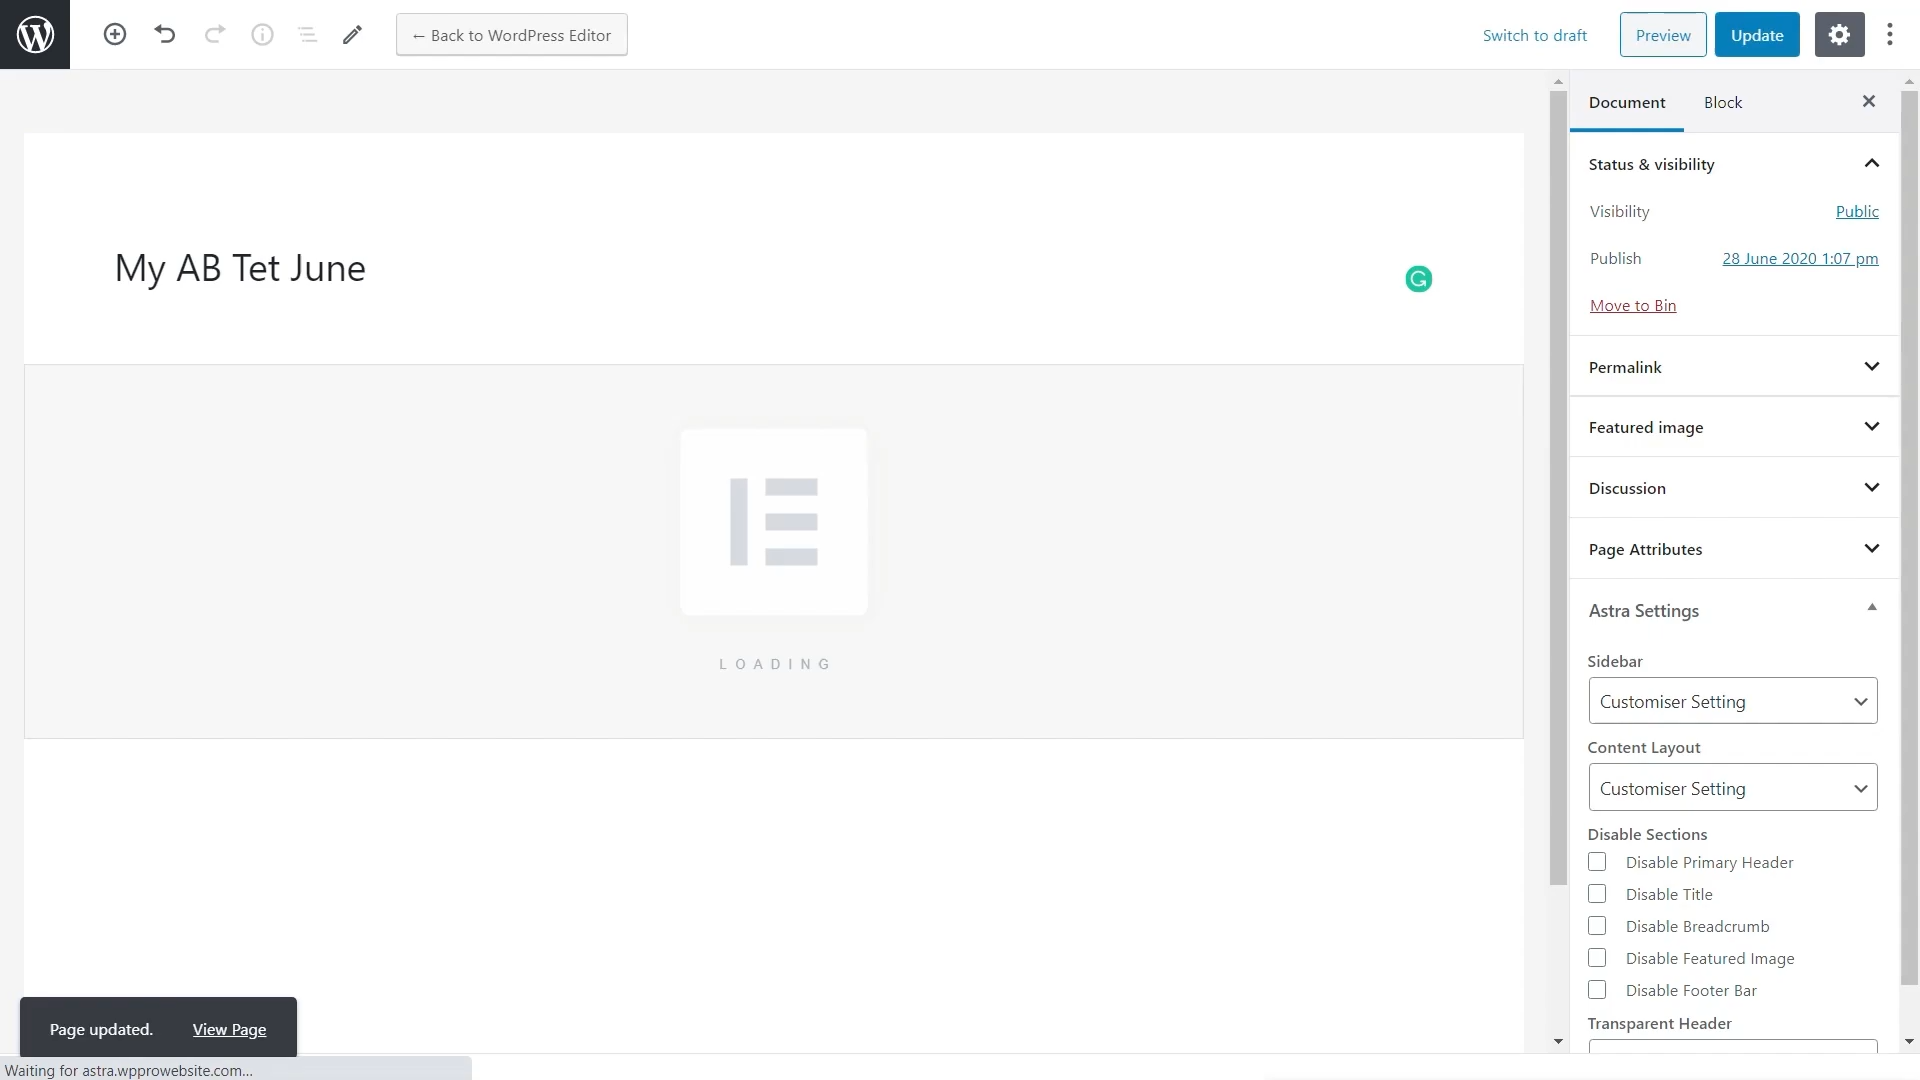 ← Back to WordPress Editor
Switch to draft
Preview
Update
Document
Block
Status & visibility
Visibility
Public
Publish
28 June 2020 1:07 pm
Move to Bin
Permalink
Featured image
Discussion
Page Attributes
Astra Settings
Sidebar
Customiser Setting
Content Layout
Customiser Setting
Disable Sections
Disable Primary Header
Disable Title
Disable Breadcrumb
Disable Featured Image
Disable Footer Bar
Transparent Header
My AB Tet June
LOADING
Page updated.
View Page
Waiting for astra.wpprowebsite.com...